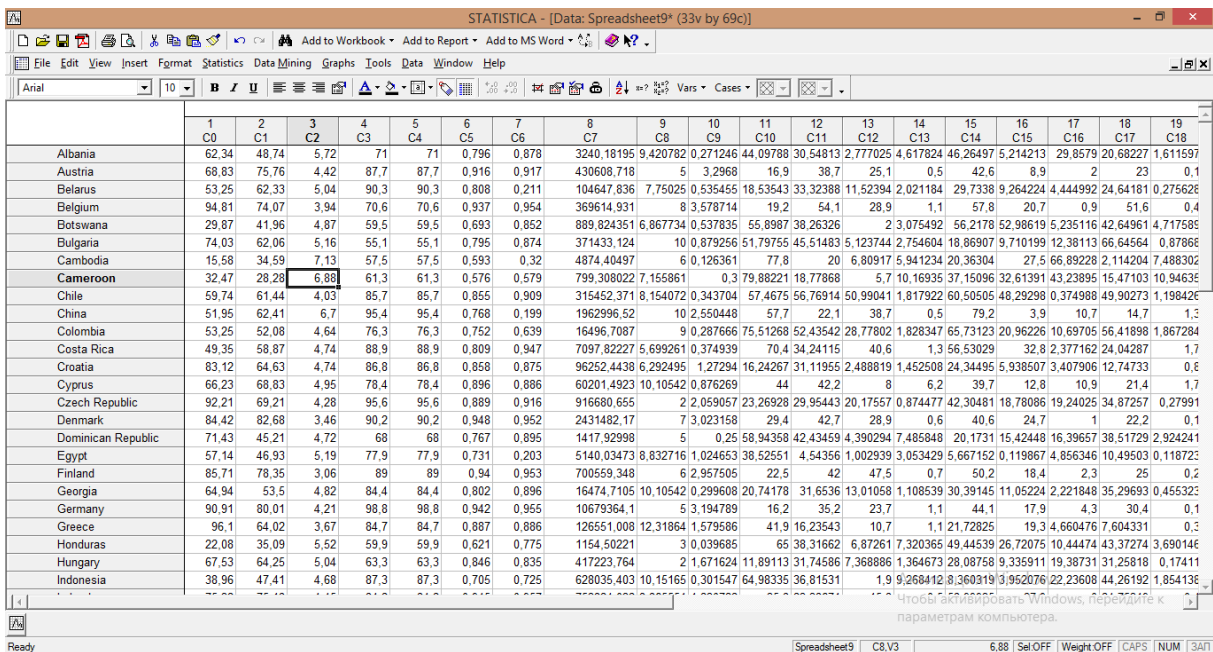 STATISTICA - [Data: Spreadsheet9* (33v by 69c)]
Add to Workbook Add to Report Add to MS Word
File Edit View Insert Format Statistics Data Mining Graphs Tools Data Window Help
Arial 10 B I U Vars Cases
1 2 3 4 5 6 7 8 9 10 11 12 13 14 15 16 17 18 19
C0 C1 C2 C3 C4 C5 C6 C7 C8 C9 C10 C11 C12 C13 C14 C15 C16 C17 C18
Albania 62,34 48,74 5,72 71 71 0,796 0,878 3240,18195 9,420782 0,271246 44,09788 30,54813 2,777025 4,617824 46,26497 5,214213 29,8579 20,68227 1,611597
Austria 68,83 75,76 4,42 87,7 87,7 0,916 0,917 430608,718 5 3,2968 16,9 38,7 25,1 0,5 42,6 8,9 2 23 0,1
Belarus 53,25 62,33 5,04 90,3 90,3 0,808 0,211 104647,836 7,75025 0,535455 18,53543 33,32388 11,52394 2,021184 29,7338 9,264224 4,444992 24,64181 0,275628
Belgium 94,81 74,07 3,94 70,6 70,6 0,937 0,954 369614,931 8 3,578714 19,2 54,1 28,9 1,1 57,8 20,7 0,9 51,6 0,4
Botswana 29,87 41,96 4,87 59,5 59,5 0,693 0,852 889,824351 6,867734 0,537835 55,8987 38,26326 2 3,075492 56,2178 52,98619 5,235116 42,64961 4,717589
Bulgaria 74,03 62,06 5,16 55,1 55,1 0,795 0,874 371433,124 10 0,879256 51,79755 45,51483 5,123744 2,754604 18,86907 9,710199 12,38113 66,64564 0,87868
Cambodia 15,58 34,59 7,13 57,5 57,5 0,593 0,32 4874,40497 6 0,126361 77,8 20 6,80917 5,941234 20,36304 27,5 66,89228 2,114204 7,488302
Cameroon 32,47 28,28 6,88 61,3 61,3 0,576 0,579 799,308022 7,155861 0,3 79,88221 18,77868 5,7 10,16935 37,15096 32,61391 43,23895 15,47103 10,94635
Chile 59,74 61,44 4,03 85,7 85,7 0,855 0,909 315452,371 8,154072 0,343704 57,4675 56,76914 50,99041 1,817922 60,50505 48,29298 0,374988 49,90273 1,198426
China 51,95 62,41 6,7 95,4 95,4 0,768 0,199 1962996,52 10 2,550448 57,7 22,1 38,7 0,5 79,2 3,9 10,7 14,7 1,3
Colombia 53,25 52,08 4,64 76,3 76,3 0,752 0,639 16496,7087 9 0,287666 75,51268 52,43542 28,77802 1,828347 65,73123 20,96226 10,69705 56,41898 1,867284
Costa Rica 49,35 58,87 4,74 88,9 88,9 0,809 0,947 7097,82227 5,699261 0,374939 70,4 34,24115 40,6 1,3 56,53029 32,8 2,377162 24,04287 1,7
Croatia 83,12 64,63 4,74 86,8 86,8 0,858 0,875 96252,4438 6,292495 1,27294 16,24267 31,11955 2,488819 1,452508 24,34495 5,938507 3,407906 12,74733 0,8
Cyprus 66,23 68,83 4,95 78,4 78,4 0,896 0,886 60201,4923 10,10542 0,876269 44 42,2 8 6,2 39,7 12,8 10,9 21,4 1,7
Czech Republic 92,21 69,21 4,28 95,6 95,6 0,889 0,916 916680,655 2 2,059057 23,26928 29,95443 20,17557 0,874477 42,30481 18,78086 19,24025 34,87257 0,27991
Denmark 84,42 82,68 3,46 90,2 90,2 0,948 0,952 2431482,17 7 3,023158 29,4 42,7 28,9 0,6 40,6 24,7 1 22,2 0,1
Dominican Republic 71,43 45,21 4,72 68 68 0,767 0,895 1417,92998 5 0,25 58,94358 42,43459 4,390294 7,485848 20,1731 15,42448 16,39657 38,51729 2,924241
Egypt 57,14 46,93 5,19 77,9 77,9 0,731 0,203 5140,03473 8,832716 1,024653 38,52551 4,54356 1,002939 3,053429 5,667152 0,119867 4,856346 10,49503 0,118723
Finland 85,71 78,35 3,06 89 89 0,94 0,953 700559,348 6 2,957505 22,5 42 47,5 0,7 50,2 18,4 2,3 25 0,2
Georgia 64,94 53,5 4,82 84,4 84,4 0,802 0,896 16474,7105 10,10542 0,299608 20,74178 31,6536 13,01058 1,108539 30,39145 11,05224 2,221848 35,29693 0,455323
Germany 90,91 80,01 4,21 98,8 98,8 0,942 0,955 10679364,1 5 3,194789 16,2 35,2 23,7 1,1 44,1 17,9 4,3 30,4 0,1
Greece 96,1 64,02 3,67 84,7 84,7 0,887 0,886 126551,008 12,31864 1,579586 41,9 16,23543 10,7 1,1 21,72825 19,3 4,660476 7,604331 0,3
Honduras 22,08 35,09 5,52 59,9 59,9 0,621 0,775 1154,50221 3 0,039685 65 38,31662 6,87261 7,320365 49,44539 26,72075 10,44474 43,37274 3,690146
Hungary 67,53 64,25 5,04 63,3 63,3 0,846 0,835 417223,764 2 1,671624 11,89113 31,74586 7,368886 1,364673 28,08758 9,335911 19,38731 31,25818 0,17411
Indonesia 38,96 47,41 4,68 87,3 87,3 0,705 0,725 628035,403 10,15165 0,301547 64,98335 36,81531 1,9 9,268412 8,360319 3,952076 22,23608 44,26192 1,854138
Чтобы активировать Windows, перейдите к
параметрам компьютера.
Ready Spreadsheet9 C8,V3 6,88 Sel:OFF Weight:OFF CAPS NUM ЗАП